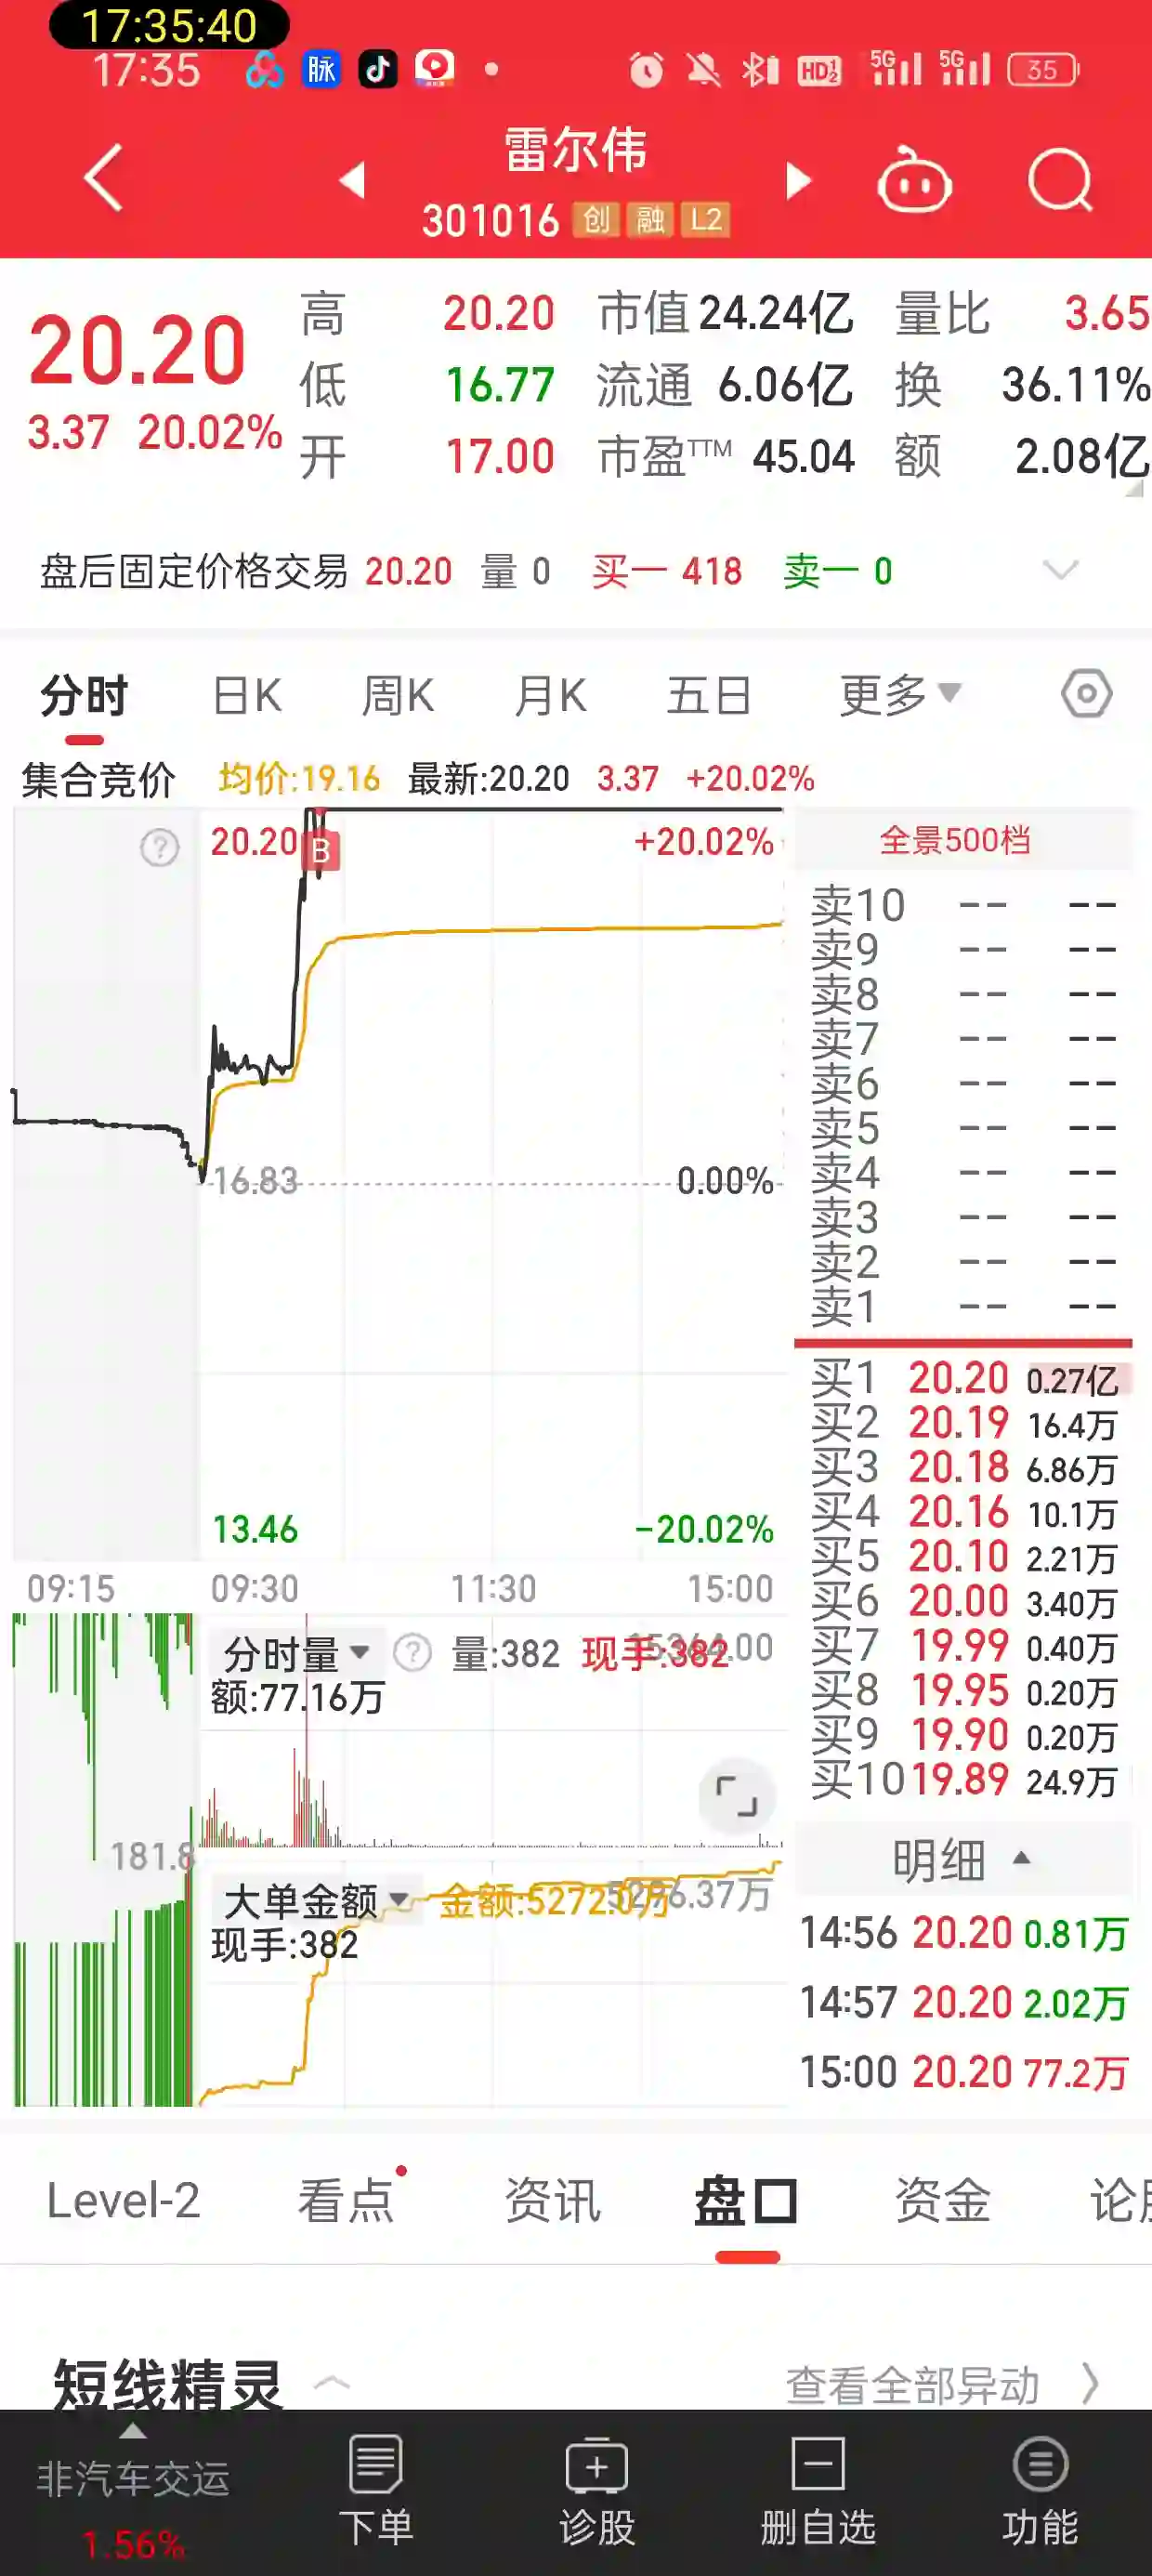 17:35:40
17:35 脉 HD 5G 5G 35
雷尔伟
301016 创 融 L2
20.20
3.37 20.02%
高 20.20 市值 24.24亿 量比 3.65
低 16.77 流通 6.06亿 换 36.11%
开 17.00 市盈TTM 45.04 额 2.08亿
盘后固定价格交易 20.20 量 0 买一 418 卖一 0
分时 日K 周K 月K 五日 更多
集合竞价 均价:19.16 最新:20.20 3.37 +20.02%
20.20 B +20.02%
16.83 0.00%
13.46 -20.02%
09:15 09:30 11:30 15:00
全景500档
卖10 -- --
卖9 -- --
卖8 -- --
卖7 -- --
卖6 -- --
卖5 -- --
卖4 -- --
卖3 -- --
卖2 -- --
卖1 -- --
买1 20.20 0.27亿
买2 20.19 16.4万
买3 20.18 6.86万
买4 20.16 10.1万
买5 20.10 2.21万
买6 20.00 3.40万
买7 19.99 0.40万
买8 19.95 0.20万
买9 19.90 0.20万
买10 19.89 24.9万
分时量 量:382 现手:382
额:77.16万
181.8
大单金额 金额:5272.0万
现手:382
明细
14:56 20.20 0.81万
14:57 20.20 2.02万
15:00 20.20 77.2万
Level-2 看点 资讯 盘口 资金 论
短线精灵 查看全部异动
非汽车交运
1.56%
下单 诊股 删自选 功能